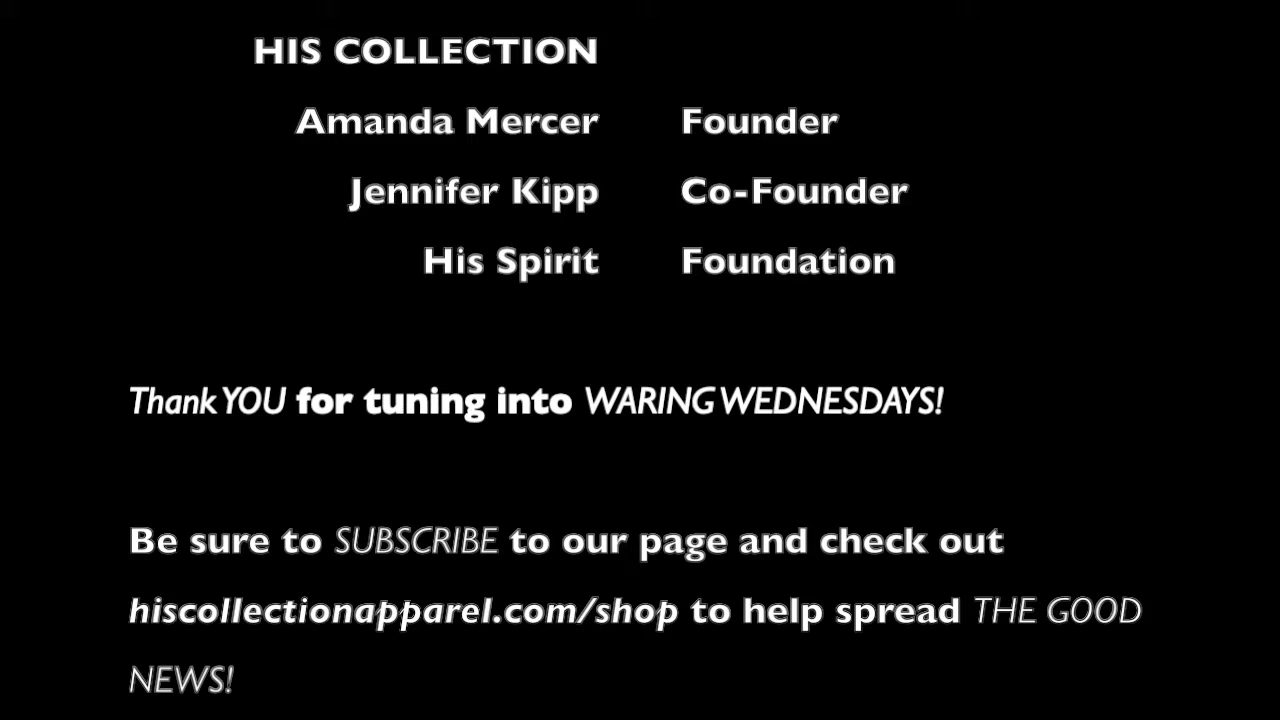 HIS COLLECTION
Amanda Mercer Founder
Jennifer Kipp Co-Founder
His Spirit Foundation
Thank YOU for tuning into WARING WEDNESDAYS!
Be sure to SUBSCRIBE to our page and check out
hiscollectionapparel.com/shop to help spread THE GOOD
NEWS!